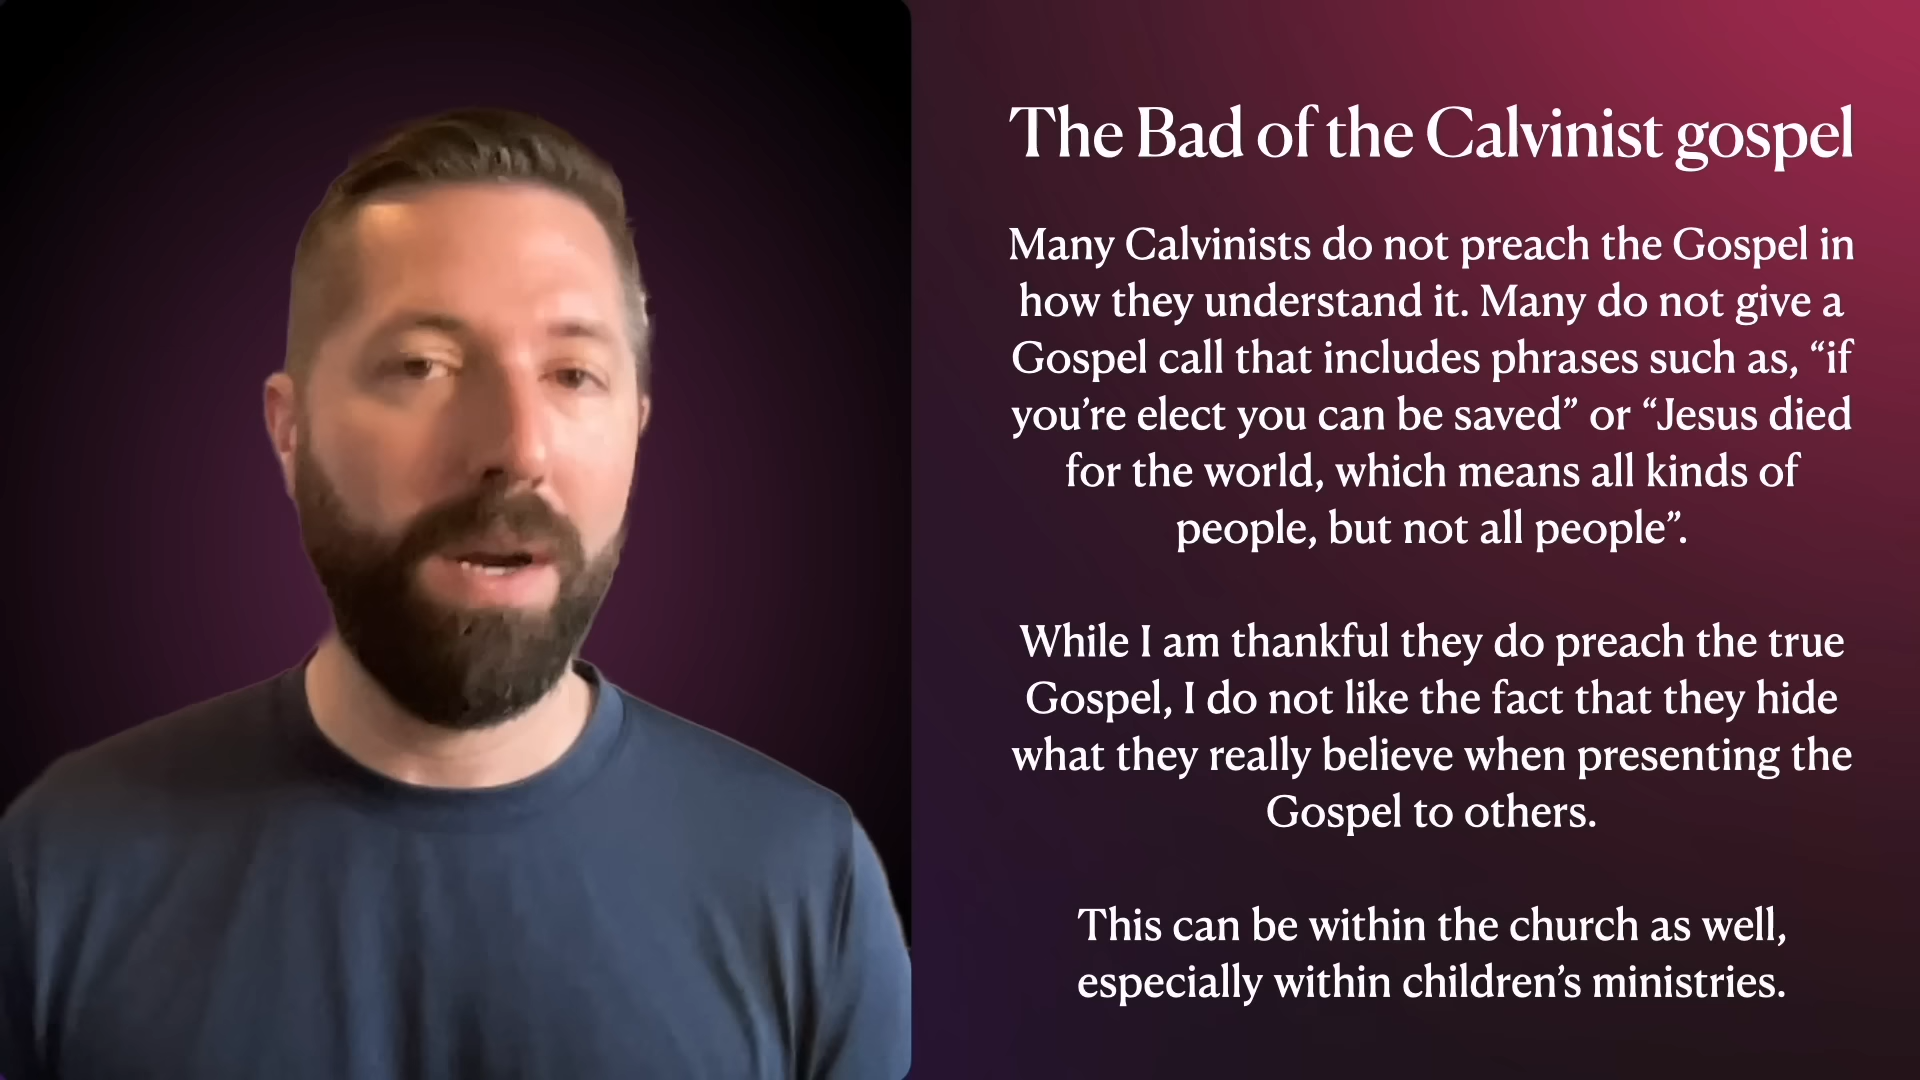 The Bad of the Calvinist gospel
Many Calvinists do not preach the Gospel in
how they understand it. Many do not give a
Gospel call that includes phrases such as, “if
you’re elect you can be saved” or “Jesus died
for the world, which means all kinds of
people, but not all people”.
While I am thankful they do preach the true
Gospel, I do not like the fact that they hide
what they really believe when presenting the
Gospel to others.
This can be within the church as well,
especially within children’s ministries.